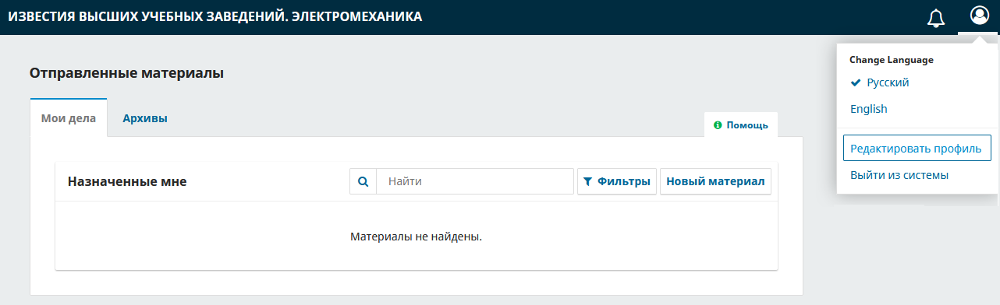 ИЗВЕСТИЯ ВЫСШИХ УЧЕБНЫХ ЗАВЕДЕНИЙ. ЭЛЕКТРОМЕХАНИКА
Change Language
Русский
English
Редактировать профиль
Выйти из системы
Отправленные материалы
Мои дела
Архивы
Помощь
Назначенные мне
Найти
Фильтры
Новый материал
Материалы не найдены.